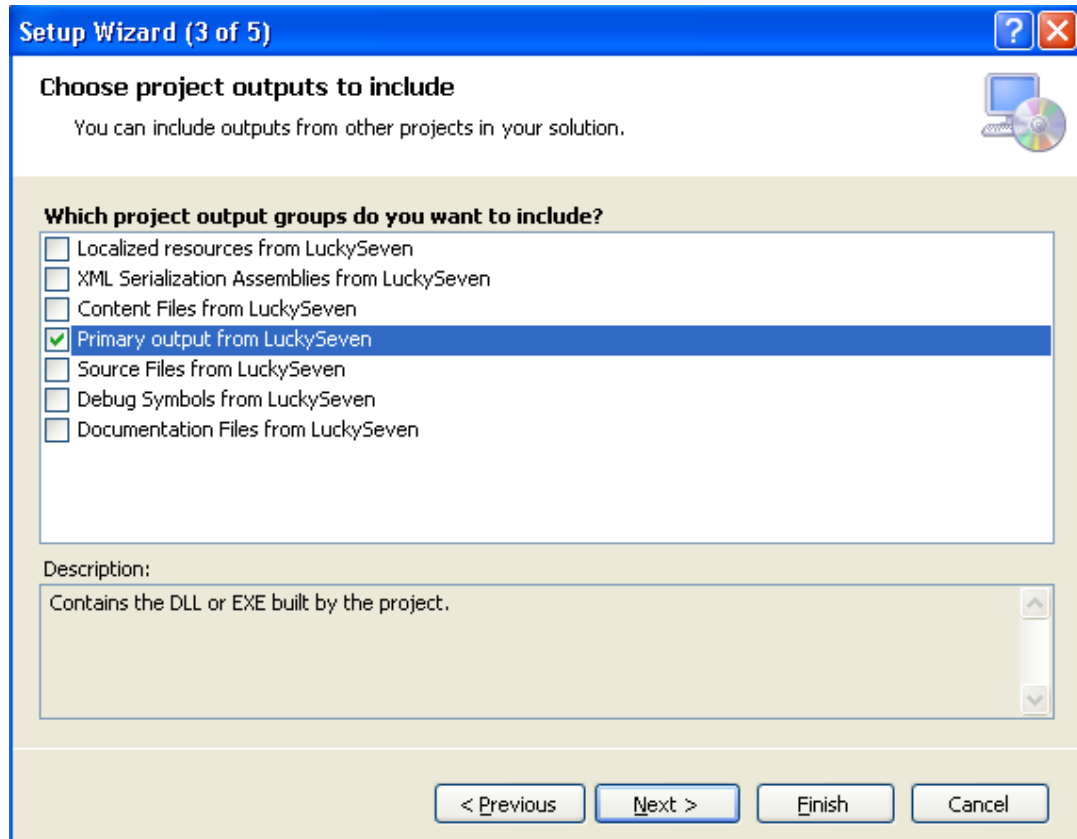 Setup Wizard (3 of 5)
Choose project outputs to include
You can include outputs from other projects in your solution.
Which project output groups do you want to include?
Localized resources from LuckySeven
XML Serialization Assemblies from LuckySeven
Content Files from LuckySeven
Primary output from LuckySeven
Source Files from LuckySeven
Debug Symbols from LuckySeven
Documentation Files from LuckySeven
Description:
Contains the DLL or EXE built by the project.
< Previous
Next >
Finish
Cancel